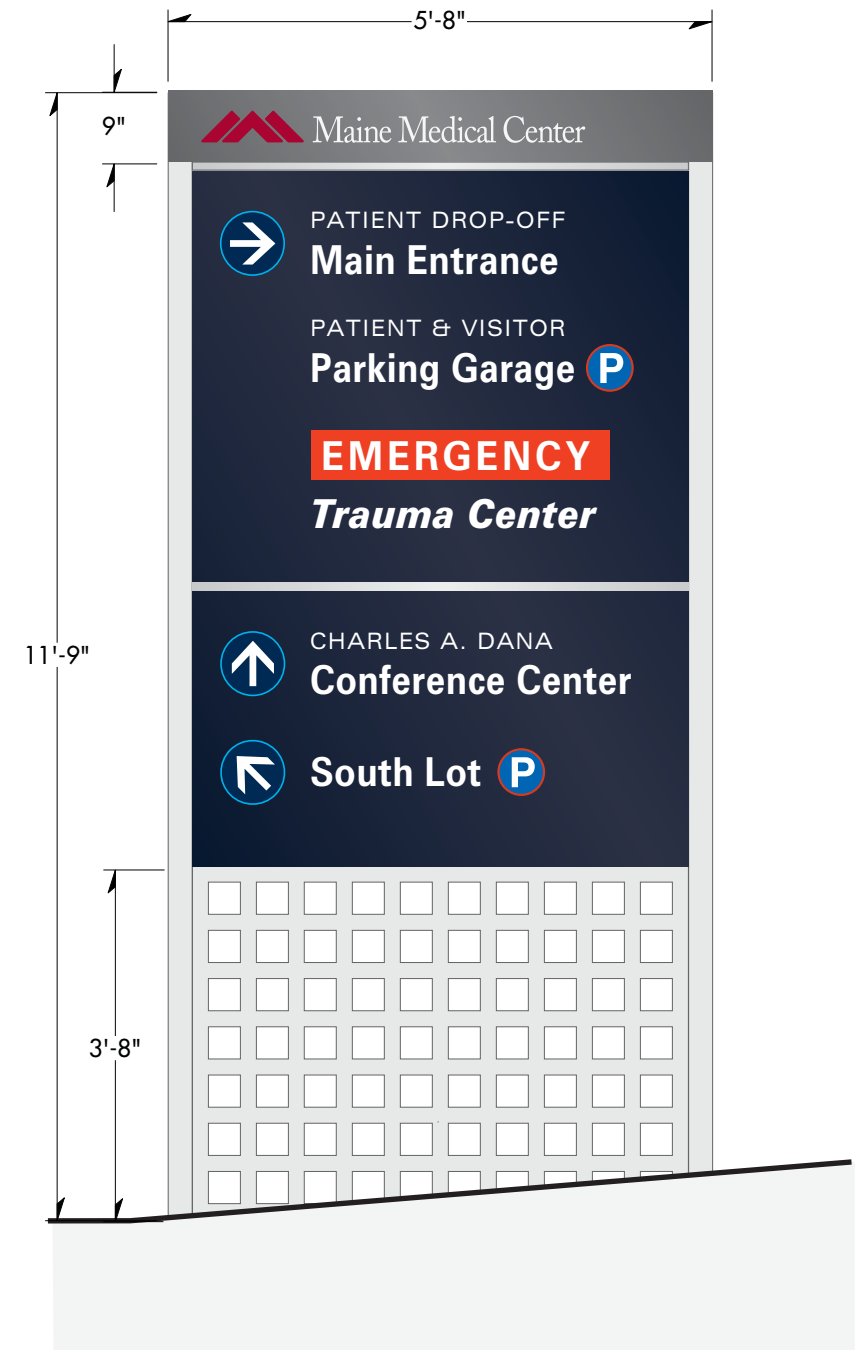 5'-8"
9"
Maine Medical Center
PATIENT DROP-OFF
Main Entrance
PATIENT & VISITOR
Parking Garage P
EMERGENCY
Trauma Center
11'-9"
CHARLES A. DANA
Conference Center
South Lot P
3'-8"